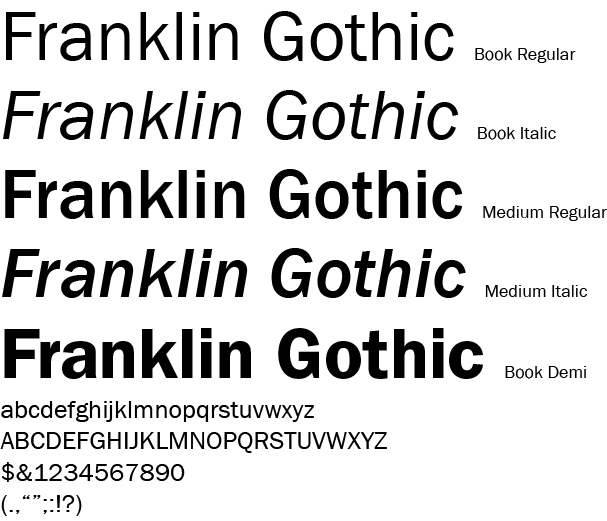 Franklin Gothic Book Regular
Franklin Gothic Book Italic
Franklin Gothic Medium Regular
Franklin Gothic Medium Italic
Franklin Gothic Book Demi
abcdefghijklmnopqrstuvwxyz
ABCDEFGHIJKLMNOPQRSTUVWXYZ
$&1234567890
(.,“”;:!?)